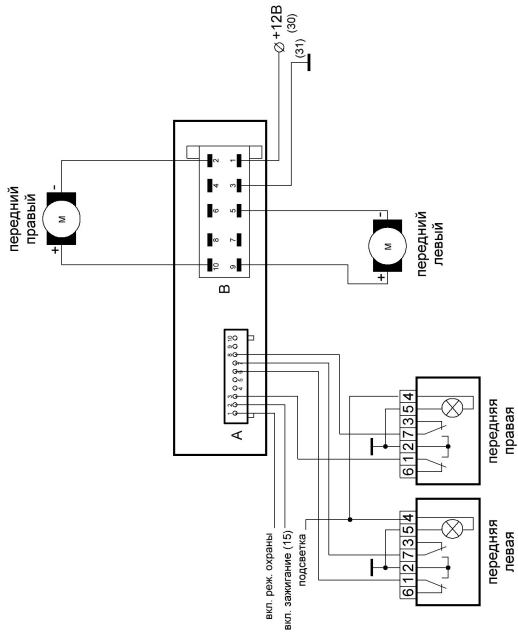 передний
правый
+
M
-
+12В
(30)
(31)
2
1
4
3
6
5
8
7
10
9
В
-
M
+
передний
левый
1
2
3
4
5
6
7
8
9
10
А
вкл. реж. охраны
вкл. зажигание (15)
подсветка
6
1
2
7
3
5
4
передняя
левая
6
1
2
7
3
5
4
передняя
правая